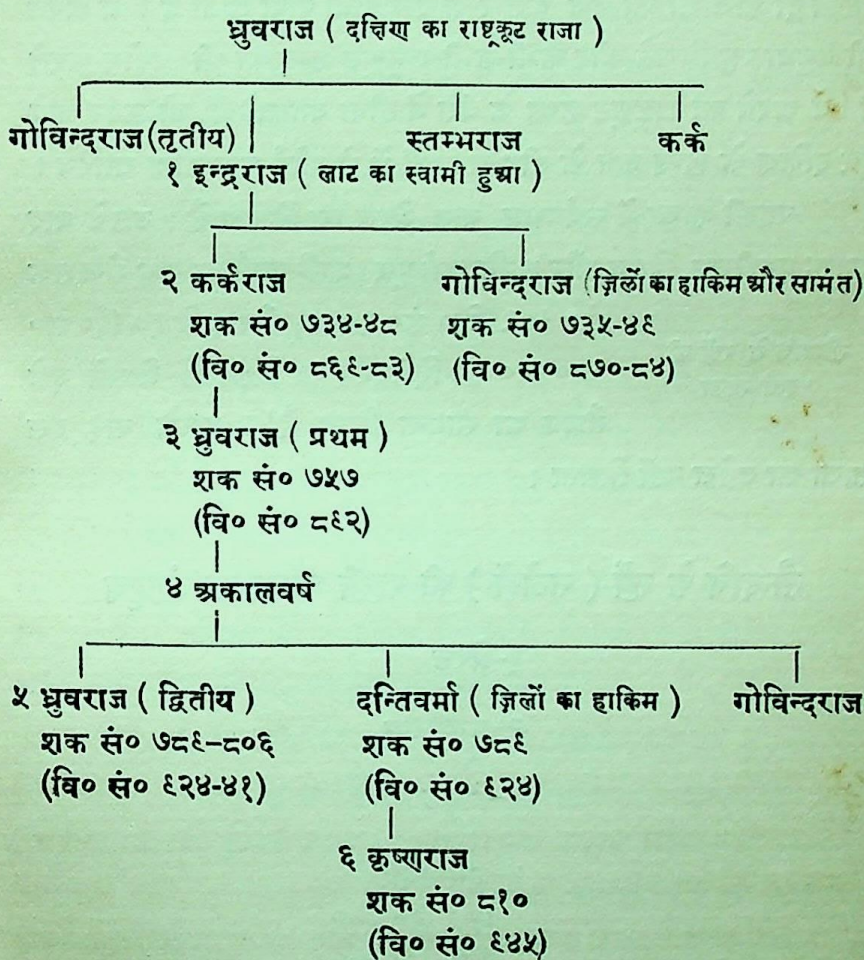 ध्रुवराज ( दक्षिण का राष्ट्रकूट राजा )
गोविन्दराज(तृतीय) स्तम्भराज कर्क
१ इन्द्रराज ( लाट का स्वामी हुआ )
२ कर्कराज गोविन्दराज (ज़िलों का हाकिम और सामंत)
शक सं० ७३४-४८ शक सं० ७३५-४९
(वि० सं० ८६९-८३) (वि० सं० ८७०-८४)
३ ध्रुवराज ( प्रथम )
शक सं० ७५७
(वि० सं० ८९२)
४ अकालवर्ष
५ ध्रुवराज ( द्वितीय ) दन्तिवर्मा ( ज़िलों का हाकिम ) गोविन्दराज
शक सं० ७८९–८०६ शक सं० ७८९
(वि० सं० ९२४-४१) (वि० सं० ९२४)
६ कृष्णराज
शक सं० ८१०
(वि० सं० ९४५)